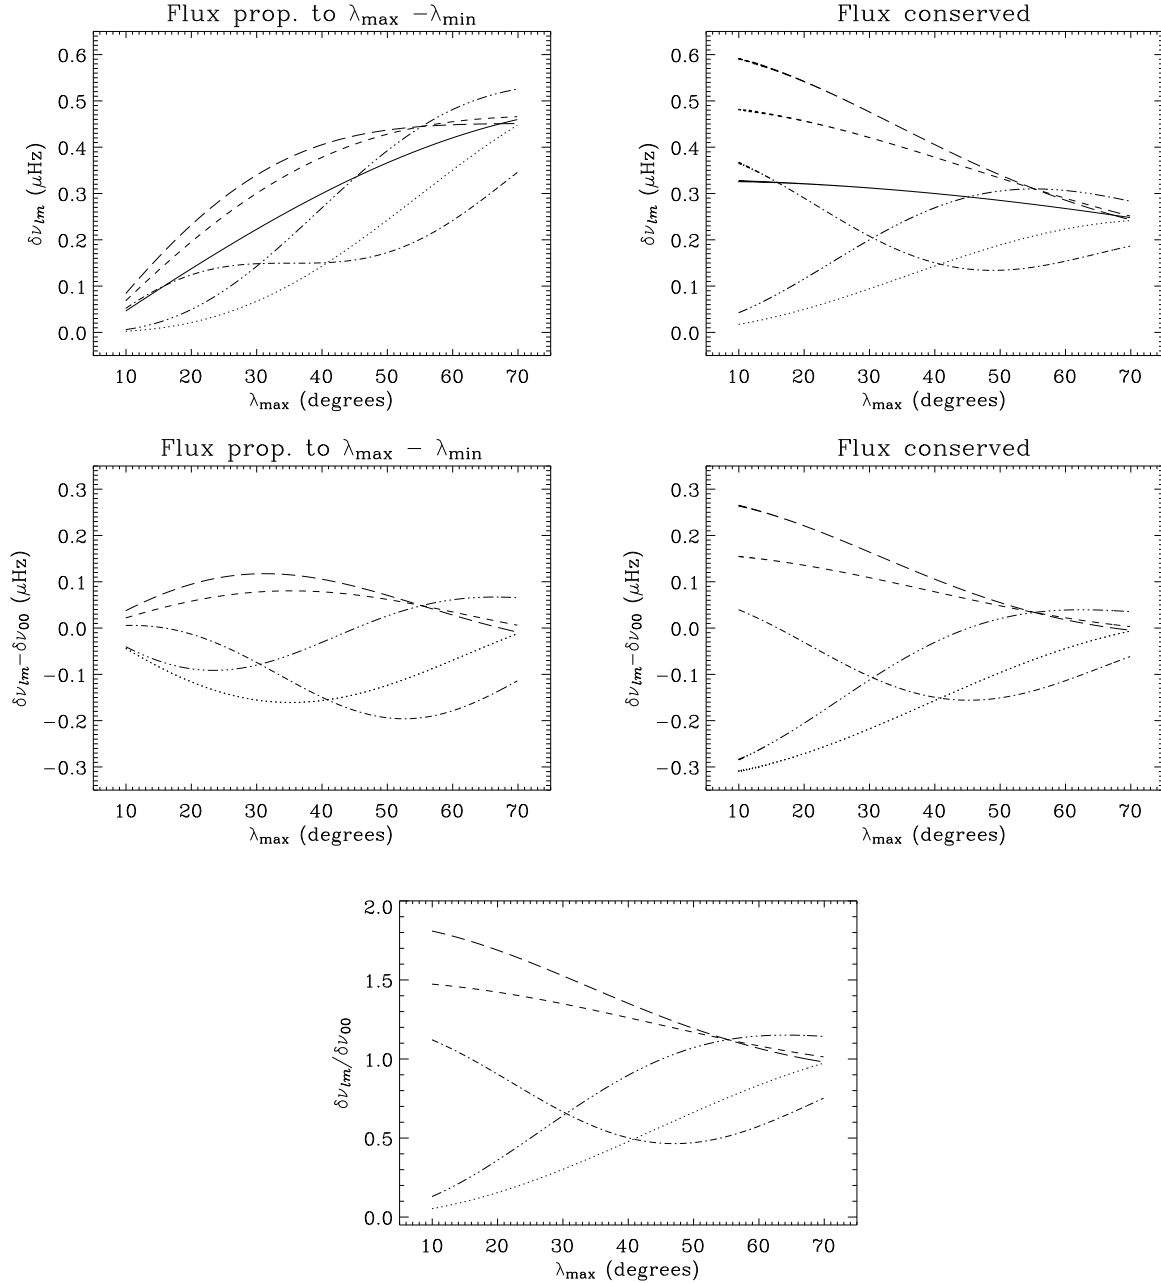 Flux prop. to λmax −λmin
0.6
0.5
0.4
0.3
0.2
0.1
0.0
δνlm (μHz)
10 20 30 40 50 60 70
λmax (degrees)
Flux conserved
0.6
0.5
0.4
0.3
0.2
0.1
0.0
δνlm (μHz)
10 20 30 40 50 60 70
λmax (degrees)
Flux prop. to λmax − λmin
0.3
0.2
0.1
0.0
−0.1
−0.2
−0.3
δνlm−δν00 (μHz)
10 20 30 40 50 60 70
λmax (degrees)
Flux conserved
0.3
0.2
0.1
0.0
−0.1
−0.2
−0.3
δνlm−δν00 (μHz)
10 20 30 40 50 60 70
λmax (degrees)
2.0
1.5
1.0
0.5
0.0
δνlm/δν00
10 20 30 40 50 60 70
λmax (degrees)